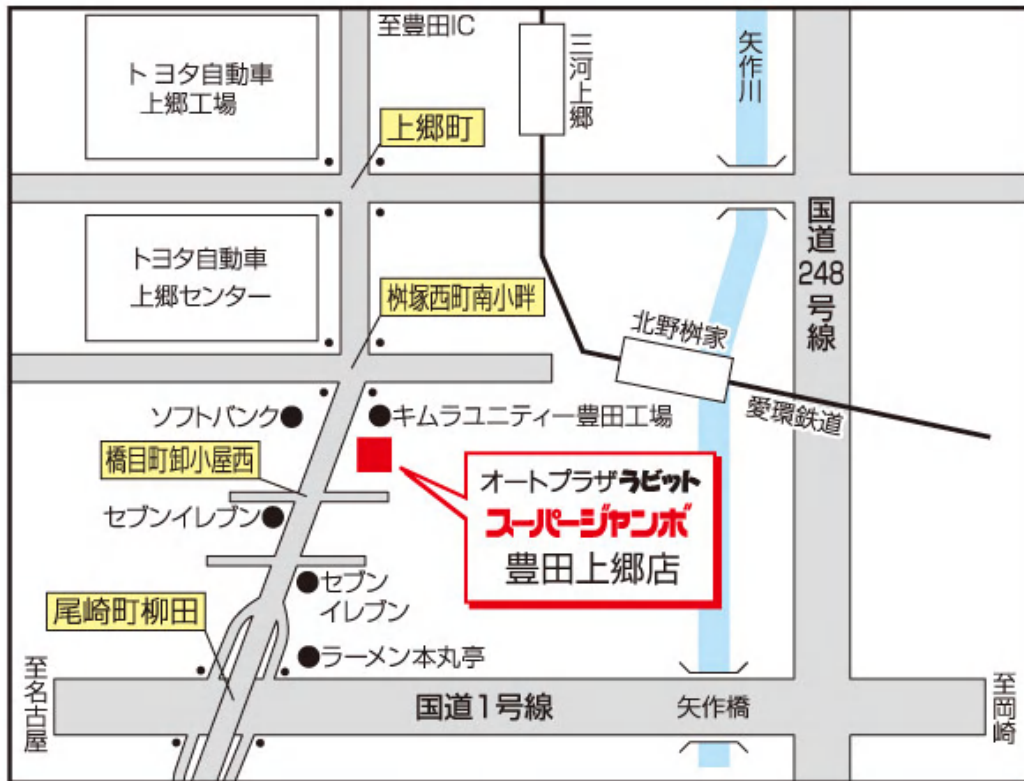 至豊田IC
トヨタ自動車
上郷工場
三河上郷
矢作川
上郷町
国道248号線
トヨタ自動車
上郷センター
桝塚西町南小畔
北野桝家
愛環鉄道
ソフトバンク
キムラユニティー豊田工場
橋目町卸小屋西
オートプラザラビット
スーパージャンボ
豊田上郷店
セブンイレブン
セブン
イレブン
尾崎町柳田
ラーメン本丸亭
至名古屋
国道1号線
矢作橋
至岡崎